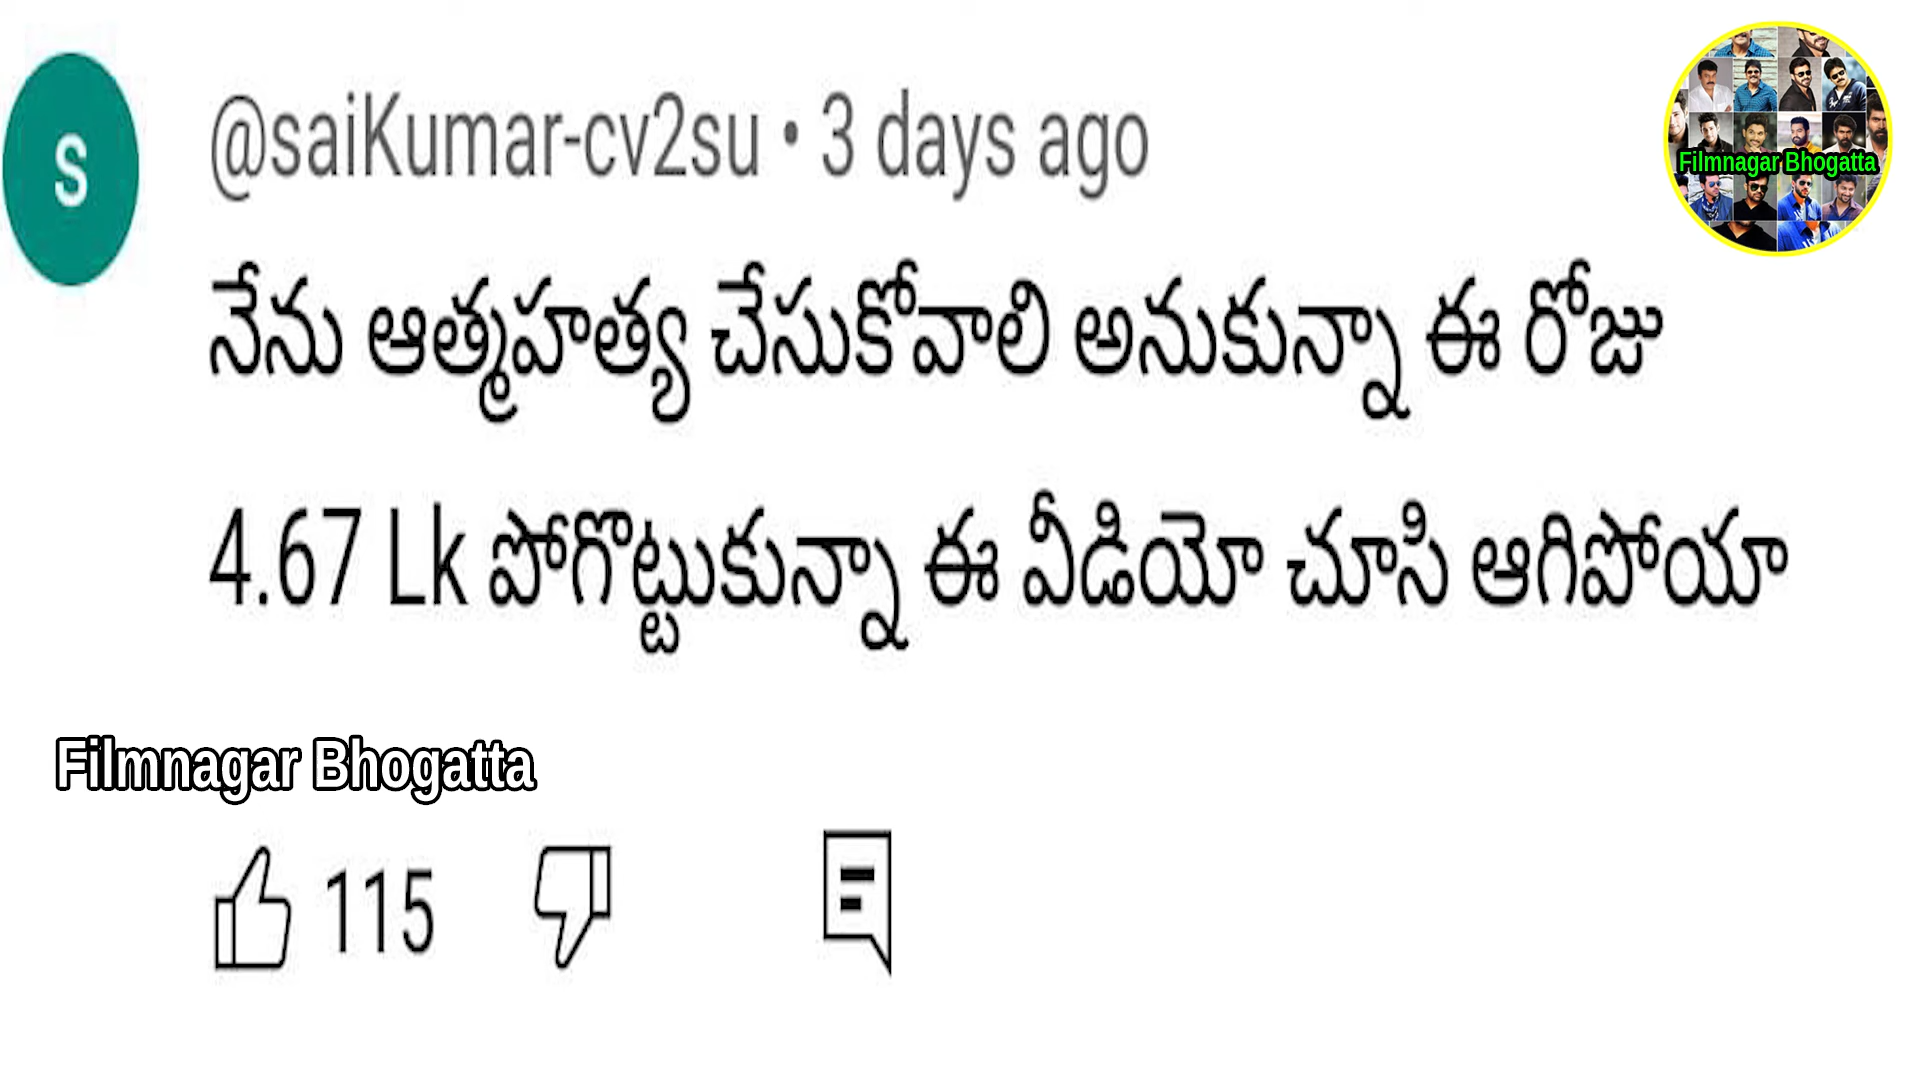 S
@saiKumar-cv2su • 3 days ago
Filmnagar Bhogatta
నేను ఆత్మహత్య చేసుకోవాలి అనుకున్నా ఈ రోజు
4.67 Lk పోగొట్టుకున్నా ఈ వీడియో చూసి ఆగిపోయా
Filmnagar Bhogatta
115